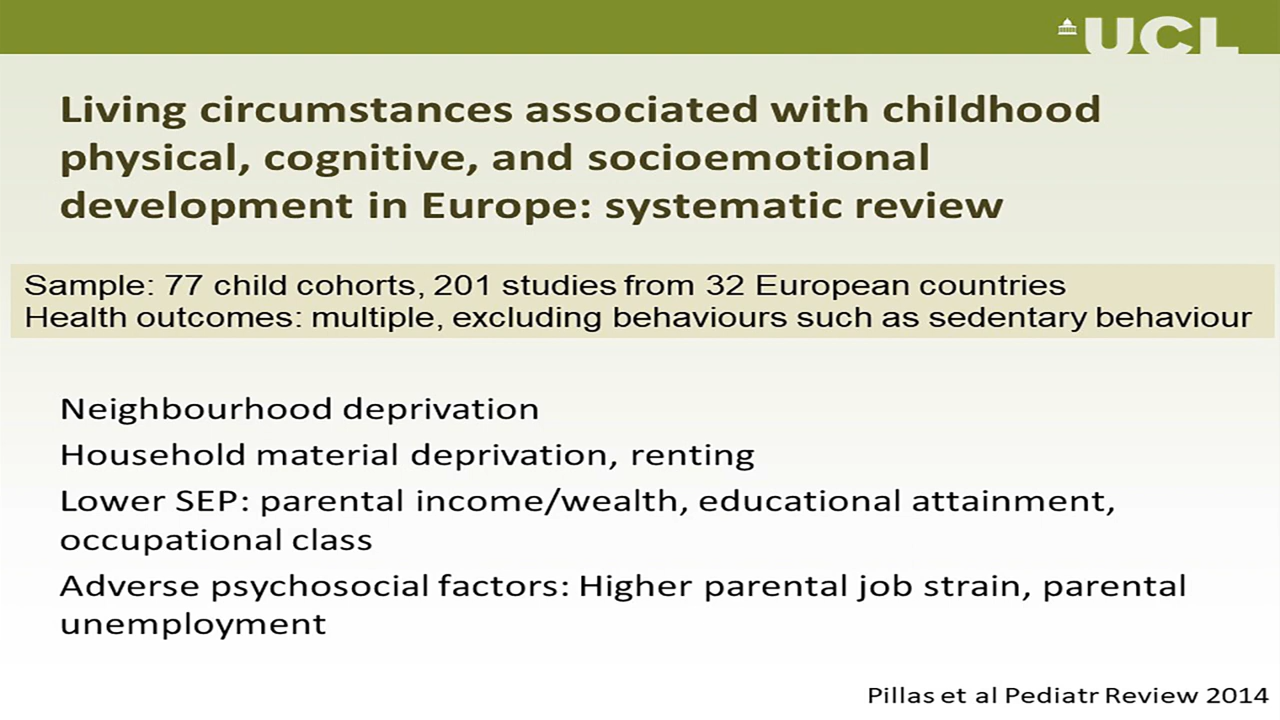 UCL
Living circumstances associated with childhood
physical, cognitive, and socioemotional
development in Europe: systematic review
Sample: 77 child cohorts, 201 studies from 32 European countries
Health outcomes: multiple, excluding behaviours such as sedentary behaviour
Neighbourhood deprivation
Household material deprivation, renting
Lower SEP: parental income/wealth, educational attainment,
occupational class
Adverse psychosocial factors: Higher parental job strain, parental
unemployment
Pillas et al Pediatr Review 2014